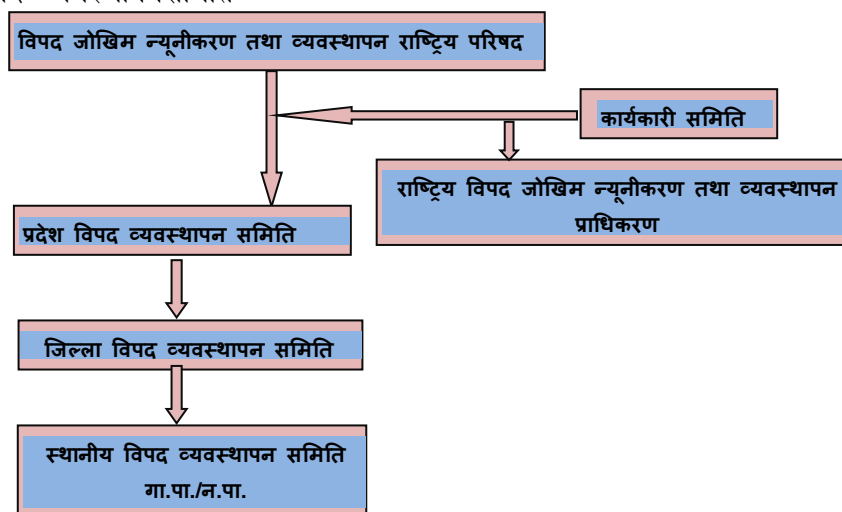 विपद जोखिम न्यूनीकरण तथा व्यवस्थापन राष्ट्रिय परिषद
कार्यकारी समिति
राष्ट्रिय विपद जोखिम न्यूनीकरण तथा व्यवस्थापन
प्राधिकरण
प्रदेश विपद व्यवस्थापन समिति
जिल्ला विपद व्यवस्थापन समिति
स्थानीय विपद व्यवस्थापन समिति
गा.पा./न.पा.